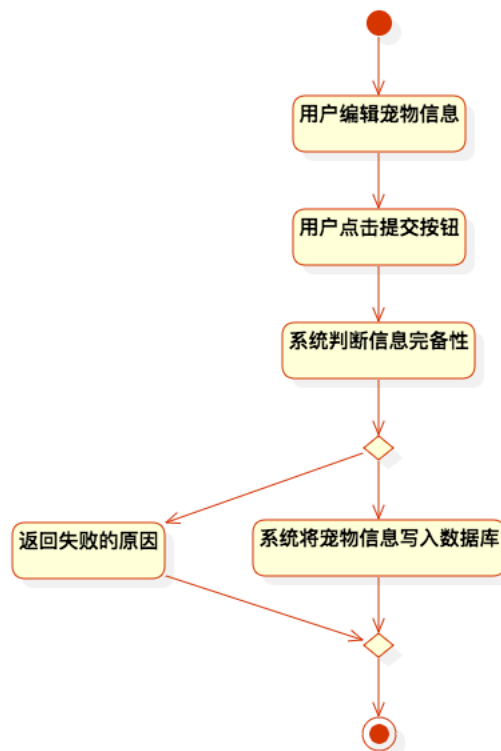 用户编辑宠物信息
用户点击提交按钮
系统判断信息完备性
返回失败的原因
系统将宠物信息写入数据库